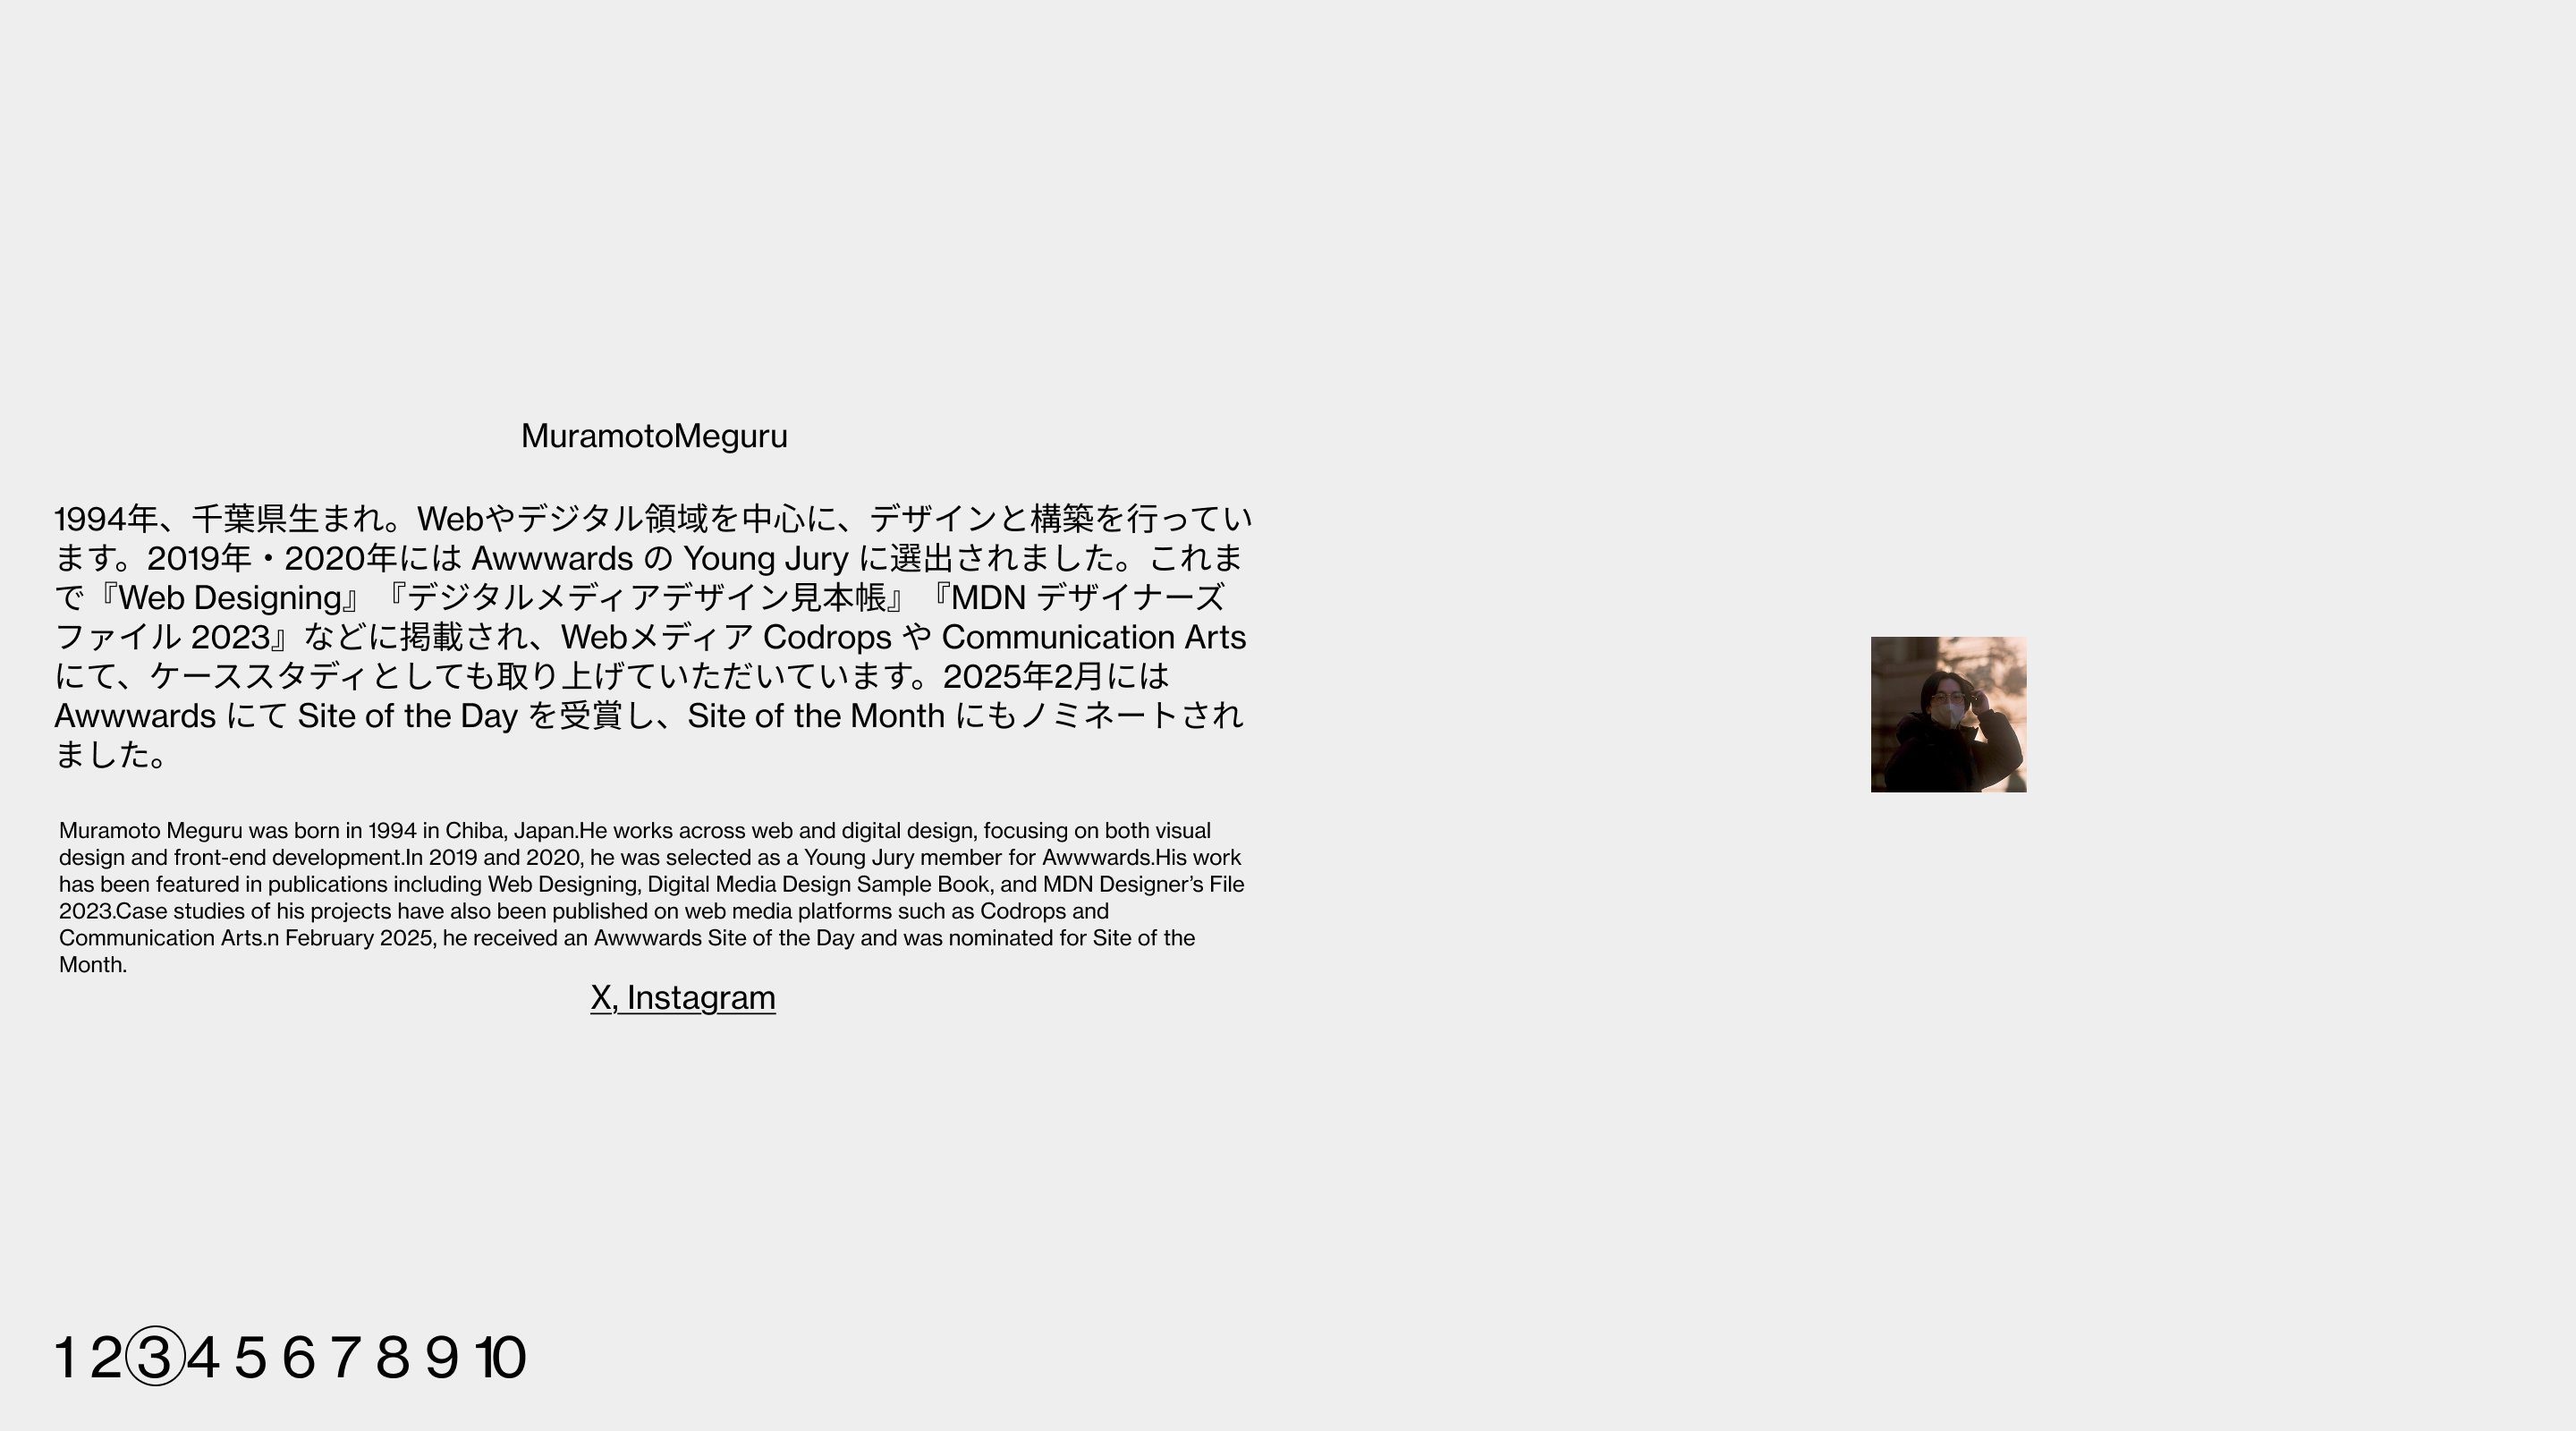 MuramotoMeguru
1994年、千葉県生まれ。Webやデジタル領域を中心に、デザインと構築を行ってい
ます。2019年・2020年には Awwwards の Young Jury に選出されました。これま
で『Web Designing』『デジタルメディアデザイン見本帳』『MDN デザイナーズ
ファイル 2023』などに掲載され、Webメディア Codrops や Communication Arts
にて、ケーススタディとしても取り上げていただいています。2025年2月には
Awwwards にて Site of the Day を受賞し、Site of the Month にもノミネートされ
ました。
Muramoto Meguru was born in 1994 in Chiba, Japan.He works across web and digital design, focusing on both visual
design and front-end development.In 2019 and 2020, he was selected as a Young Jury member for Awwwards.His work
has been featured in publications including Web Designing, Digital Media Design Sample Book, and MDN Designer’s File
2023.Case studies of his projects have also been published on web media platforms such as Codrops and
Communication Arts.n February 2025, he received an Awwwards Site of the Day and was nominated for Site of the
Month.
X, Instagram
1 2 3 4 5 6 7 8 9 10